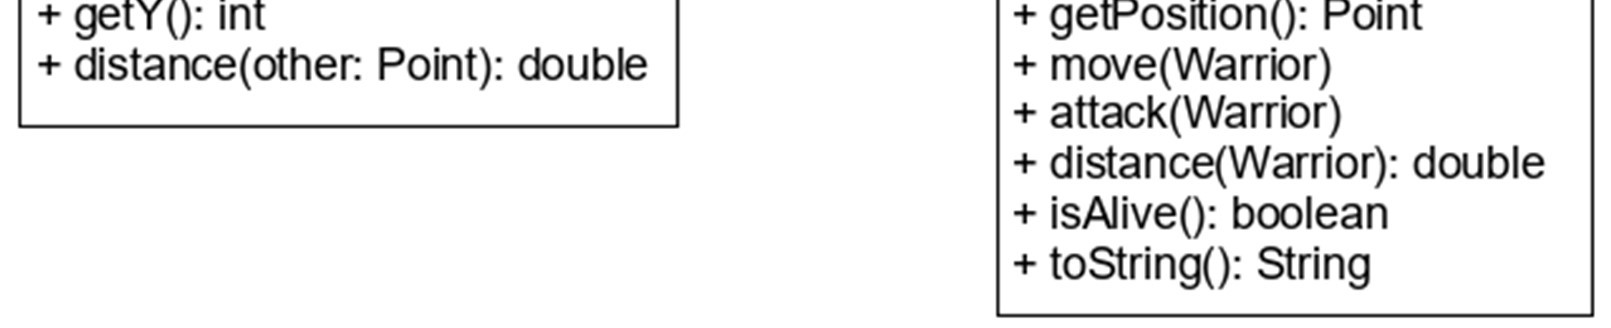 + getY(): int
+ distance(other: Point): double
+ getPosition(): Point
+ move(Warrior)
+ attack(Warrior)
+ distance(Warrior): double
+ isAlive(): boolean
+ toString(): String